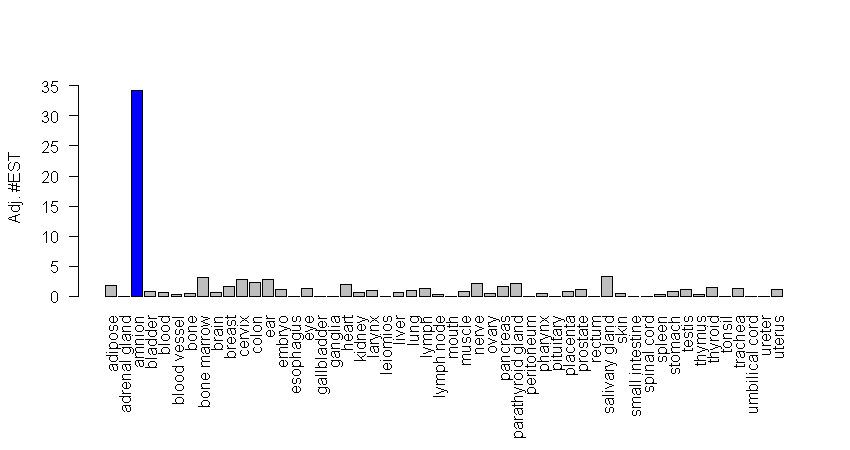 Adj. #EST
35
30
25
20
15
10
5
0
adipose
adrenal gland
amnion
bladder
blood
blood vessel
bone
bone marrow
brain
breast
cervix
colon
ear
embryo
esophagus
eye
gallbladder
ganglia
heart
kidney
larynx
leiomios
liver
lung
lymph
lymph node
mouth
muscle
nerve
ovary
pancreas
parathyroid gland
peritoneum
pharynx
pituitary
placenta
prostate
rectum
salivary gland
skin
small intestine
spinal cord
spleen
stomach
testis
thymus
thyroid
tonsil
trachea
umbilical cord
ureter
uterus